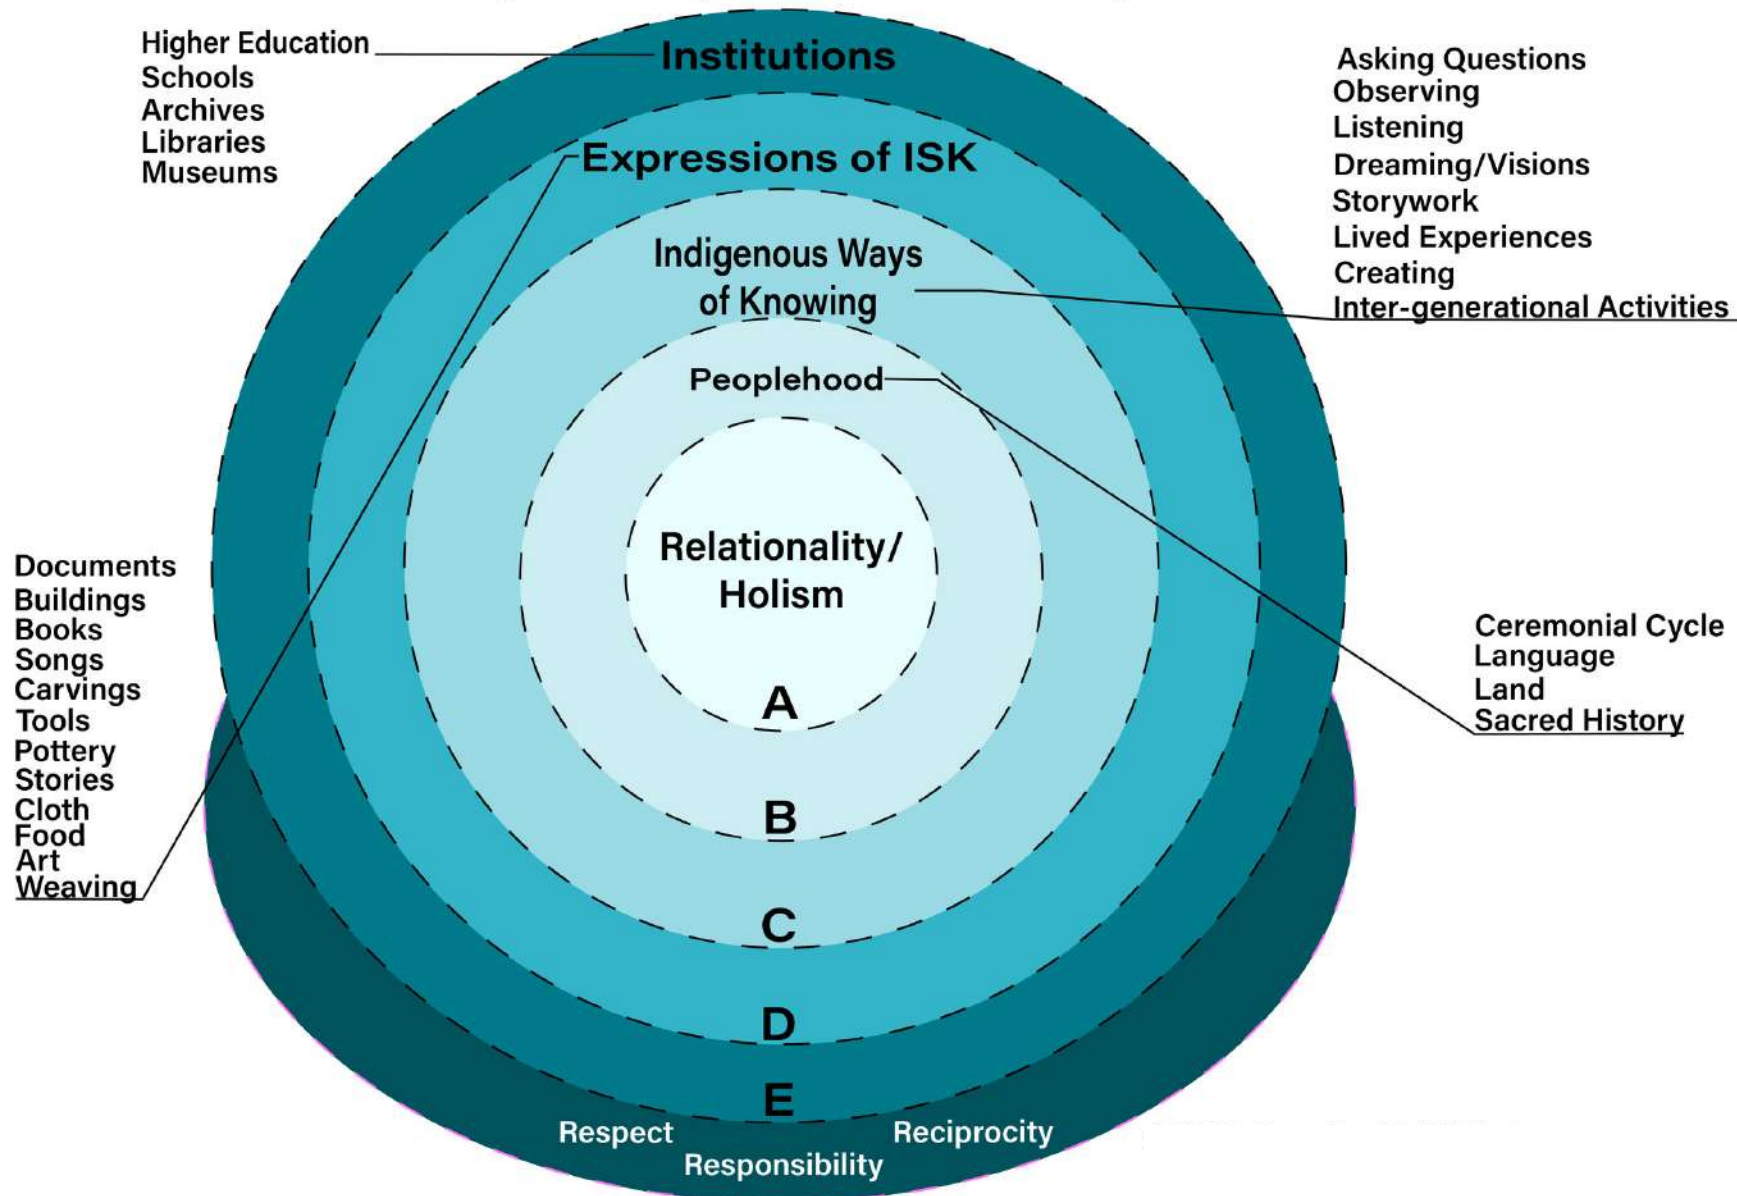 Higher Education
Schools
Archives
Libraries
Museums
Institutions
Expressions of ISK
Indigenous Ways
of Knowing
Peoplehood
Relationality/
Holism
A
B
C
D
E
Asking Questions
Observing
Listening
Dreaming/Visions
Storywork
Lived Experiences
Creating
Inter-generational Activities
Documents
Buildings
Books
Songs
Carvings
Tools
Pottery
Stories
Cloth
Food
Art
Weaving
Ceremonial Cycle
Language
Land
Sacred History
Respect
Responsibility
Reciprocity